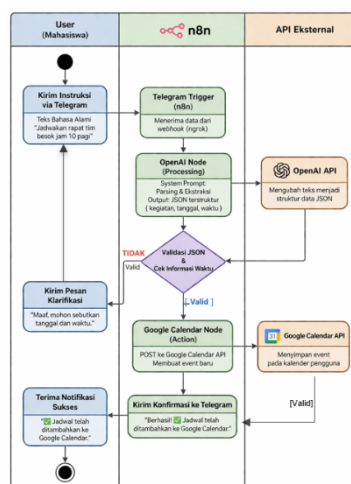 User
(Mahasiswa)
n8n
API Eksternal
Kirim Instruksi
via Telegram
Teks Bahasa Alami
"Jadwakan rapat tim
besok jam 10 pagi"
Telegram Trigger
(n8n)
Menerima data dari
webhook (ngrok)
OpenAI Node
(Processing)
System Prompt:
Parsing & Ekstrasi
Output: JSON terstruktur
{ kegiatan, tanggal, waktu }
OpenAI API
Mengubah teks menjadi
struktur data JSON
TIDAK
Valid
Validasi JSON
&
Cek Informasi Waktu
[ Valid ]
Kirim Pesan
Klarifikasi
"Maaf, mohon sebutkan
tanggal dan waktu."
Google Calendar Node
(Action)
POST ke Google Calendar API
Membuat event baru
31
Google Calendar API
Menyimpan event
pada kalender pengguna
Terima Notifikasi
Sukses
"✅ Jadwal telah
ditambahkan ke
Google Calendar."
Kirim Konfirmasi ke Telegram
"Berhasil! ✅ Jadwal telah
ditambahkan ke Google Calendar."
[Valid]